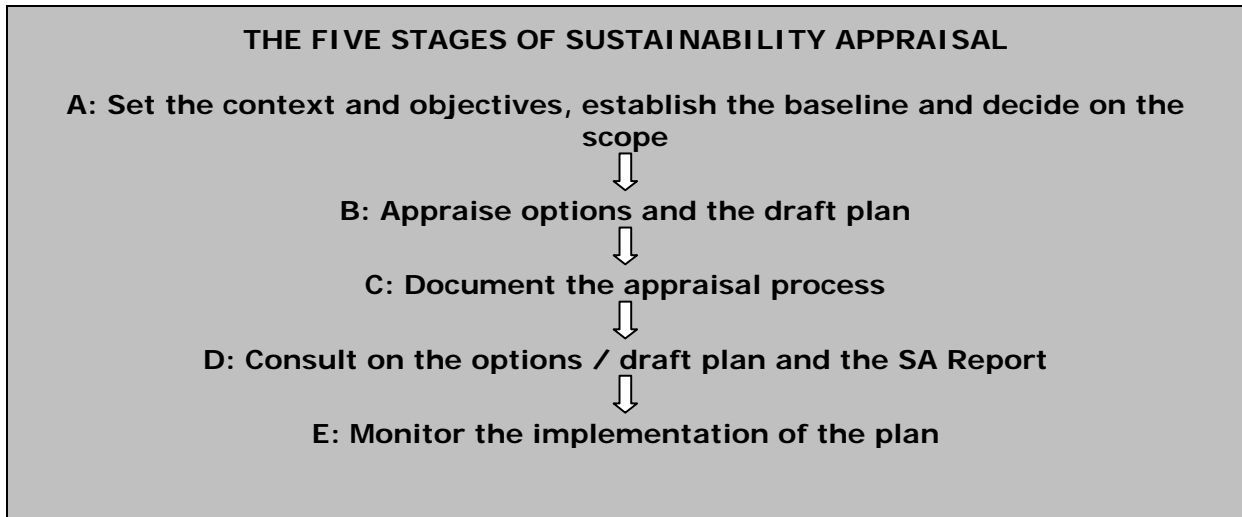 THE FIVE STAGES OF SUSTAINABILITY APPRAISAL
A: Set the context and objectives, establish the baseline and decide on the
scope
B: Appraise options and the draft plan
C: Document the appraisal process
D: Consult on the options / draft plan and the SA Report
E: Monitor the implementation of the plan